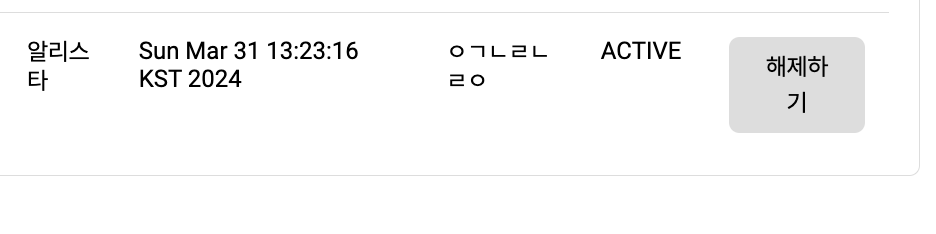 알리스
타
Sun Mar 31 13:23:16
KST 2024
ㅇㄱㄴㄹㄴ
ㄹㅇ
ACTIVE
해제하
기